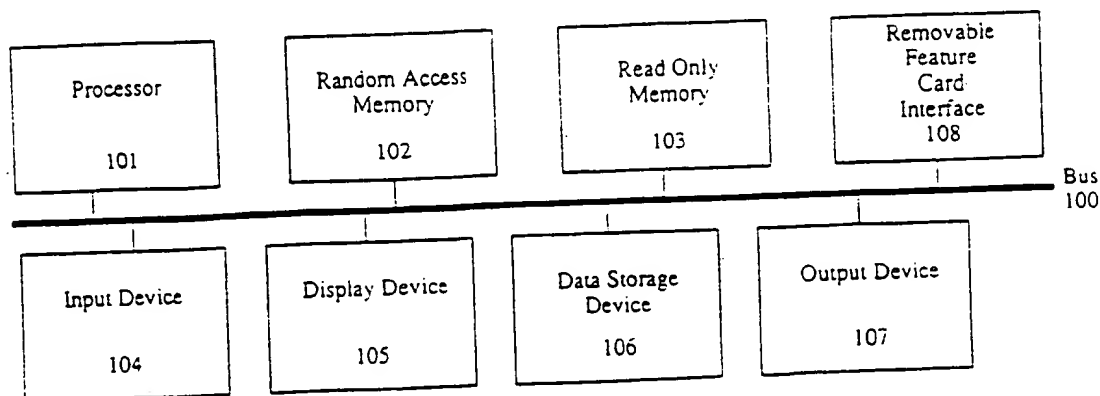 Processor
101
Random Access
Memory
102
Read Only
Memory
103
Removable
Feature
Card
Interface
108
Bus
100
Input Device
104
Display Device
105
Data Storage
Device
106
Output Device
107